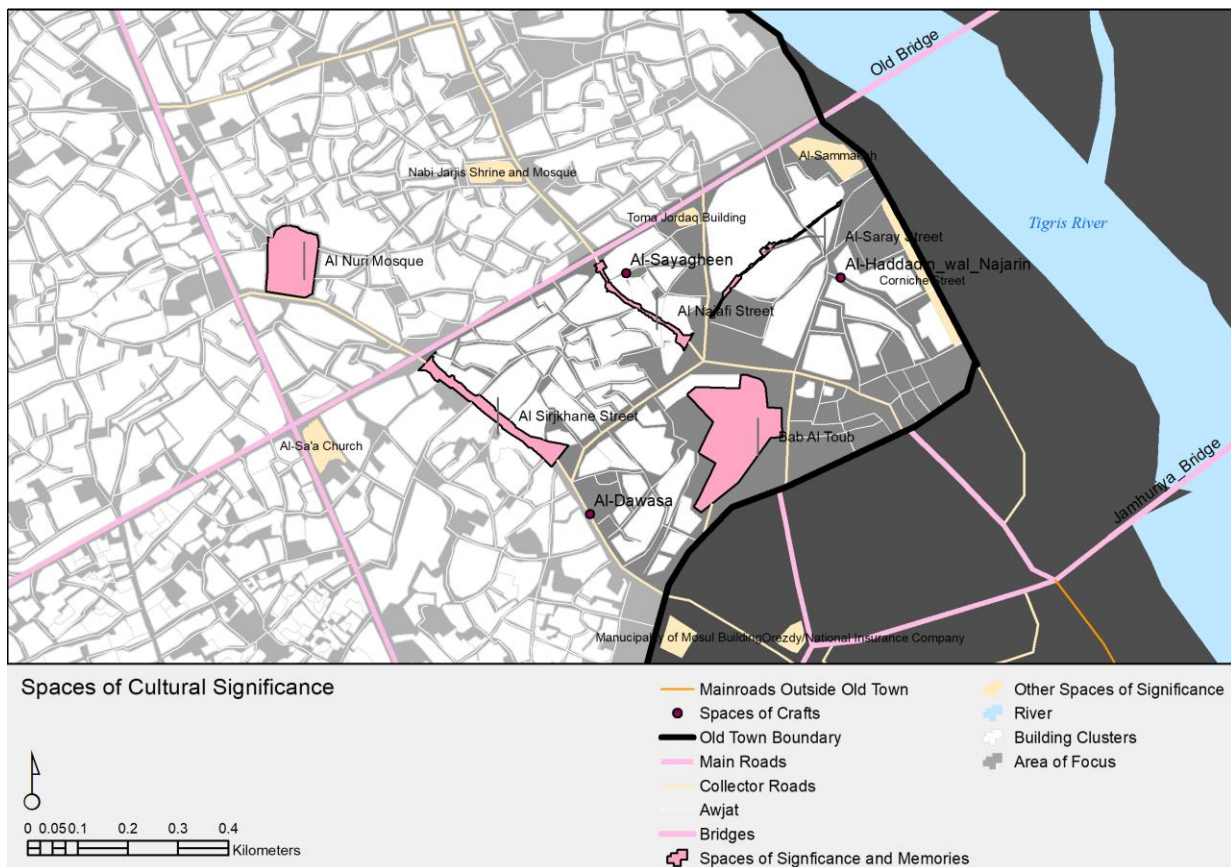 Old Bridge
Al-Sammakah
Nabi Jarjis Shrine and Mosque
Toma Jordaq Building
Tigris River
Al-Saray Street
Al Nuri Mosque
Al-Sayagheen
Al-Haddadin_wal_Najarin
Corniche Street
Al Najafi Street
Al Sirjkhane Street
Bab Al Toub
Al-Sa'a Church
Jamhuriya_Bridge
Al-Dawasa
Manucipality of Mosul Building
Orezdy/National Insurance Company
Spaces of Cultural Significance
0 0.05 0.1 0.2 0.3 0.4
Kilometers
Mainroads Outside Old Town
Spaces of Crafts
Old Town Boundary
Main Roads
Collector Roads
Awjat
Bridges
Spaces of Signficance and Memories
Other Spaces of Significance
River
Building Clusters
Area of Focus